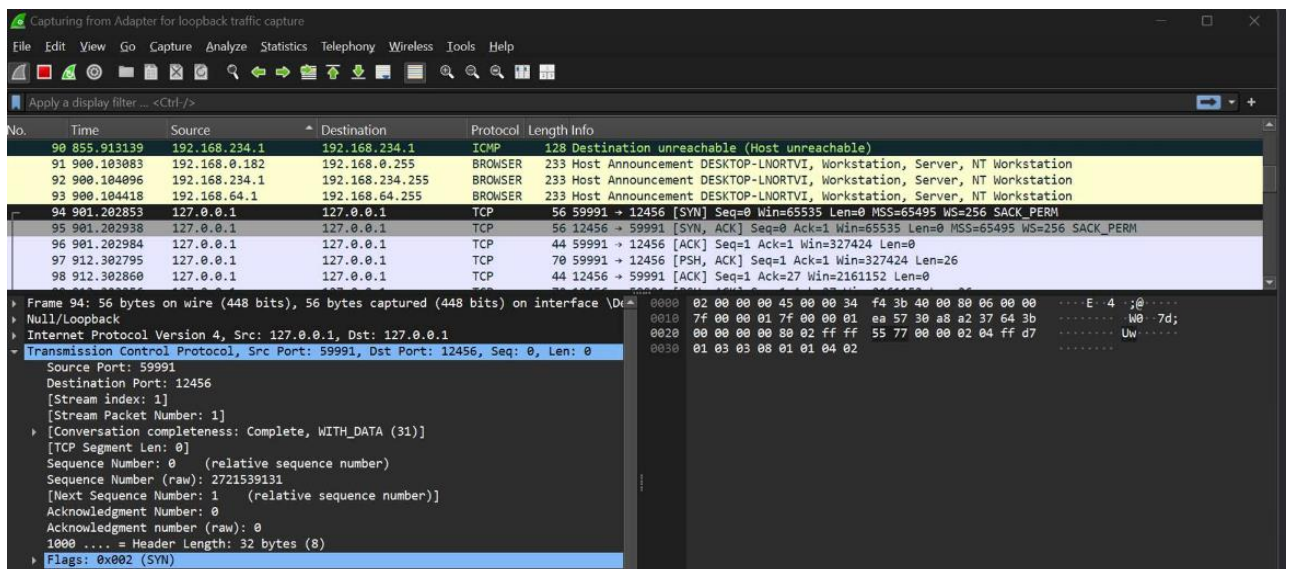 Capturing from Adapter for loopback traffic capture
File Edit View Go Capture Analyze Statistics Telephony Wireless Tools Help
Apply a display filter ... <Ctrl-/>
No. Time Source Destination Protocol Length Info
90 855.913139 192.168.234.1 192.168.234.1 ICMP 128 Destination unreachable (Host unreachable)
91 900.103083 192.168.0.182 192.168.0.255 BROWSER 233 Host Announcement DESKTOP-LNORTVI, Workstation, Server, NT Workstation
92 900.104096 192.168.234.1 192.168.234.255 BROWSER 233 Host Announcement DESKTOP-LNORTVI, Workstation, Server, NT Workstation
93 900.104418 192.168.64.1 192.168.64.255 BROWSER 233 Host Announcement DESKTOP-LNORTVI, Workstation, Server, NT Workstation
94 901.202853 127.0.0.1 127.0.0.1 TCP 56 59991 → 12456 [SYN] Seq=0 Win=65535 Len=0 MSS=65495 WS=256 SACK_PERM
95 901.202938 127.0.0.1 127.0.0.1 TCP 56 12456 → 59991 [SYN, ACK] Seq=0 Ack=1 Win=65535 Len=0 MSS=65495 WS=256 SACK_PERM
96 901.202984 127.0.0.1 127.0.0.1 TCP 44 59991 → 12456 [ACK] Seq=1 Ack=1 Win=327424 Len=0
97 912.302795 127.0.0.1 127.0.0.1 TCP 70 59991 → 12456 [PSH, ACK] Seq=1 Ack=1 Win=327424 Len=26
98 912.302860 127.0.0.1 127.0.0.1 TCP 44 12456 → 59991 [ACK] Seq=1 Ack=27 Win=2161152 Len=0
Frame 94: 56 bytes on wire (448 bits), 56 bytes captured (448 bits) on interface \De
Null/Loopback
Internet Protocol Version 4, Src: 127.0.0.1, Dst: 127.0.0.1
Transmission Control Protocol, Src Port: 59991, Dst Port: 12456, Seq: 0, Len: 0
Source Port: 59991
Destination Port: 12456
[Stream index: 1]
[Stream Packet Number: 1]
[Conversation completeness: Complete, WITH_DATA (31)]
[TCP Segment Len: 0]
Sequence Number: 0 (relative sequence number)
Sequence Number (raw): 2721539131
[Next Sequence Number: 1 (relative sequence number)]
Acknowledgment Number: 0
Acknowledgment number (raw): 0
1000 .... = Header Length: 32 bytes (8)
Flags: 0x002 (SYN)
0000 02 00 00 00 45 00 00 34 f4 3b 40 00 80 06 00 00 ····E··4 ·;@·····
0010 7f 00 00 01 7f 00 00 01 ea 57 30 a8 a2 37 64 3b ········ ·W0··7d;
0020 00 00 00 00 80 02 ff ff 55 77 00 00 02 04 ff d7 ········ Uw······
0030 01 03 03 08 01 01 04 02 ········